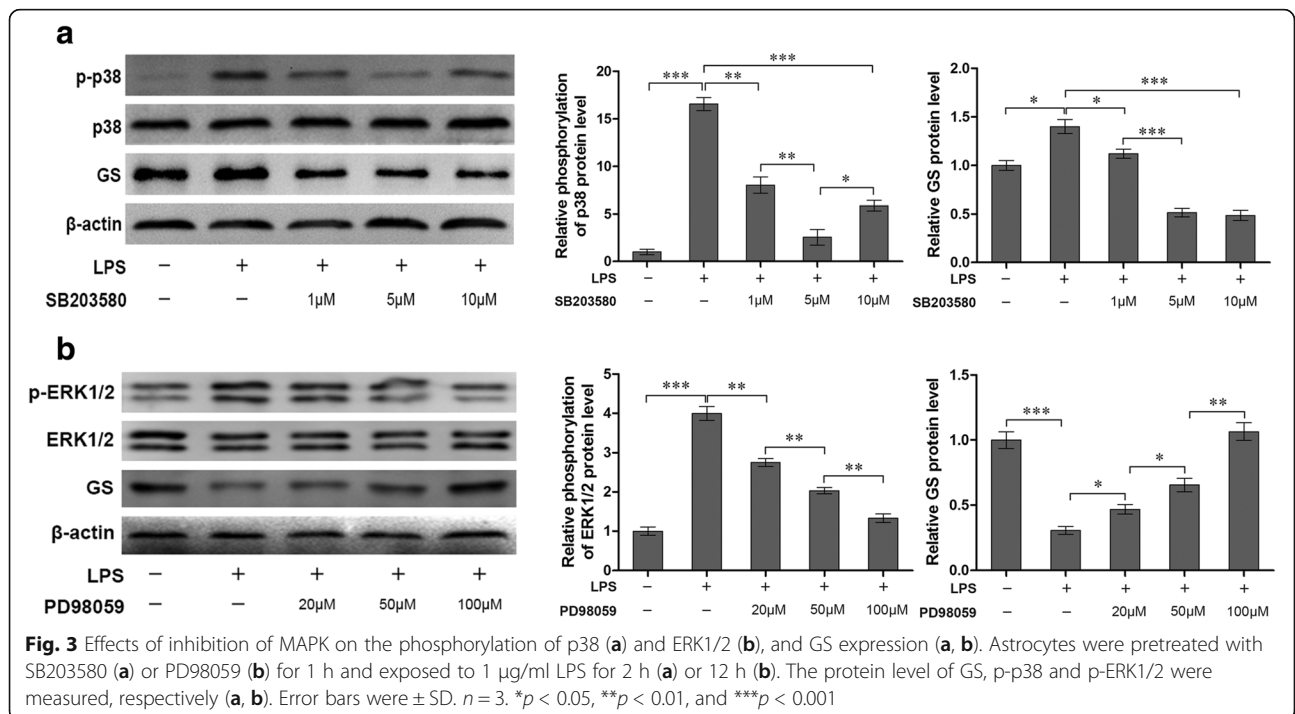 a
p-p38
p38
GS
β-actin
LPS − + + + +
SB203580 − − 1μM 5μM 10μM
Relative phosphorylation
of p38 protein level
20
15
10
5
0
***
*** **
**
*
LPS − + + + +
SB203580 − − 1μM 5μM 10μM
Relative GS protein level
2.0
1.5
1.0
0.5
0.0
***
* *
***
LPS − + + + +
SB203580 − − 1μM 5μM 10μM
b
p-ERK1/2
ERK1/2
GS
β-actin
LPS − + + + +
PD98059 − − 20μM 50μM 100μM
Relative phosphorylation
of ERK1/2 protein level
5
4
3
2
1
0
*** **
**
**
LPS − + + + +
PD98059 − − 20μM 50μM 100μM
Relative GS protein level
1.5
1.0
0.5
0.0
***
**
*
*
LPS − + + + +
PD98059 − − 20μM 50μM 100μM
Fig. 3 Effects of inhibition of MAPK on the phosphorylation of p38 (a) and ERK1/2 (b), and GS expression (a, b). Astrocytes were pretreated with
SB203580 (a) or PD98059 (b) for 1 h and exposed to 1 μg/ml LPS for 2 h (a) or 12 h (b). The protein level of GS, p-p38 and p-ERK1/2 were
measured, respectively (a, b). Error bars were ± SD. n = 3. *p < 0.05, **p < 0.01, and ***p < 0.001